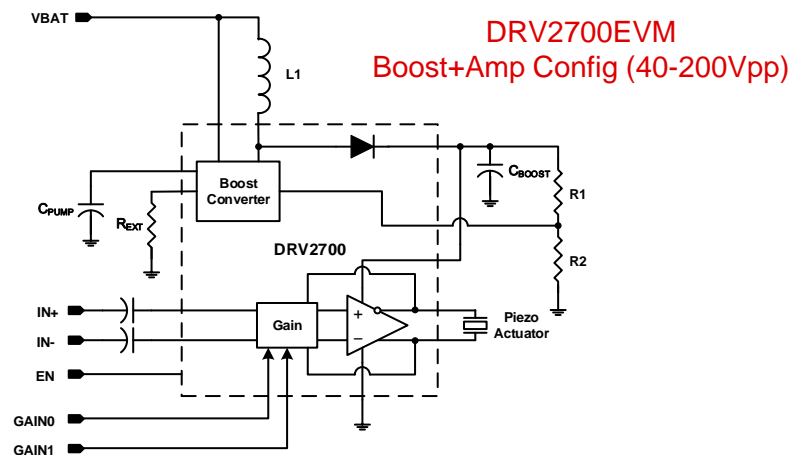 VBAT
DRV2700EVM
Boost+Amp Config (40-200Vpp)
L1
Boost
Converter
CBOOST
R1
CPUMP
REXT
DRV2700
R2
IN+
IN-
Gain
+
−
Piezo
Actuator
EN
GAIN0
GAIN1